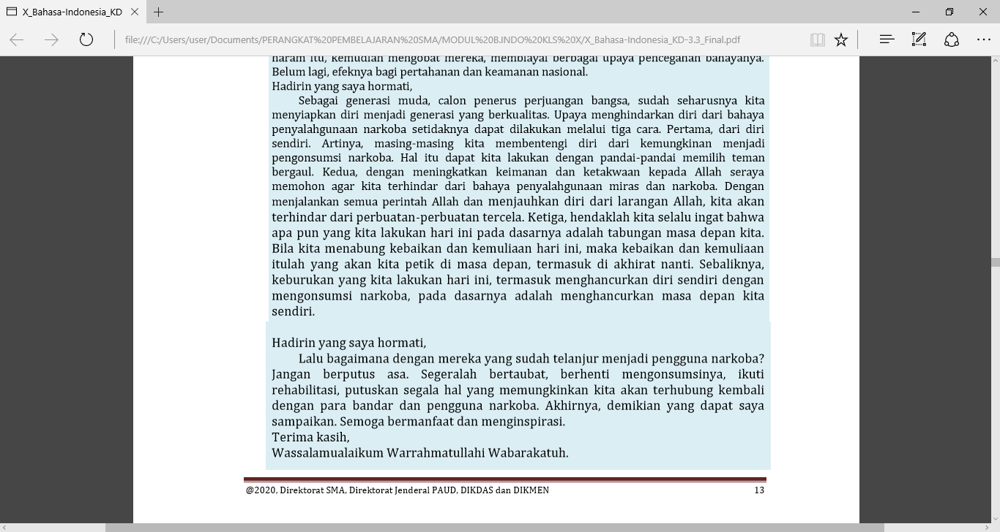 X_Bahasa-Indonesia_KD
file:///C:/Users/user/Documents/PERANGKAT%20PEMBELAJARAN%20SMA/MODUL%20B.INDO%20KLS%20X/X_Bahasa-Indonesia_KD-3.3_Final.pdf
haram itu, kemudian mengobat mereka, membiayai berbagai upaya pencegahan bahayanya.
Belum lagi, efeknya bagi pertahanan dan keamanan nasional.
Hadirin yang saya hormati,
Sebagai generasi muda, calon penerus perjuangan bangsa, sudah seharusnya kita
menyiapkan diri menjadi generasi yang berkualitas. Upaya menghindarkan diri dari bahaya
penyalahgunaan narkoba setidaknya dapat dilakukan melalui tiga cara. Pertama, dari diri
sendiri. Artinya, masing-masing kita membentengi diri dari kemungkinan menjadi
pengonsumsi narkoba. Hal itu dapat kita lakukan dengan pandai-pandai memilih teman
bergaul. Kedua, dengan meningkatkan keimanan dan ketakwaan kepada Allah seraya
memohon agar kita terhindar dari bahaya penyalahgunaan miras dan narkoba. Dengan
menjalankan semua perintah Allah dan menjauhkan diri dari larangan Allah, kita akan
terhindar dari perbuatan-perbuatan tercela. Ketiga, hendaklah kita selalu ingat bahwa
apa pun yang kita lakukan hari ini pada dasarnya adalah tabungan masa depan kita.
Bila kita menabung kebaikan dan kemuliaan hari ini, maka kebaikan dan kemuliaan
itulah yang akan kita petik di masa depan, termasuk di akhirat nanti. Sebaliknya,
keburukan yang kita lakukan hari ini, termasuk menghancurkan diri sendiri dengan
mengonsumsi narkoba, pada dasarnya adalah menghancurkan masa depan kita
sendiri.
Hadirin yang saya hormati,
Lalu bagaimana dengan mereka yang sudah telanjur menjadi pengguna narkoba?
Jangan berputus asa. Segeralah bertaubat, berhenti mengonsumsinya, ikuti
rehabilitasi, putuskan segala hal yang memungkinkan kita akan terhubung kembali
dengan para bandar dan pengguna narkoba. Akhirnya, demikian yang dapat saya
sampaikan. Semoga bermanfaat dan menginspirasi.
Terima kasih,
Wassalamualaikum Warrahmatullahi Wabarakatuh.
@2020, Direktorat SMA, Direktorat Jenderal PAUD, DIKDAS dan DIKMEN 13